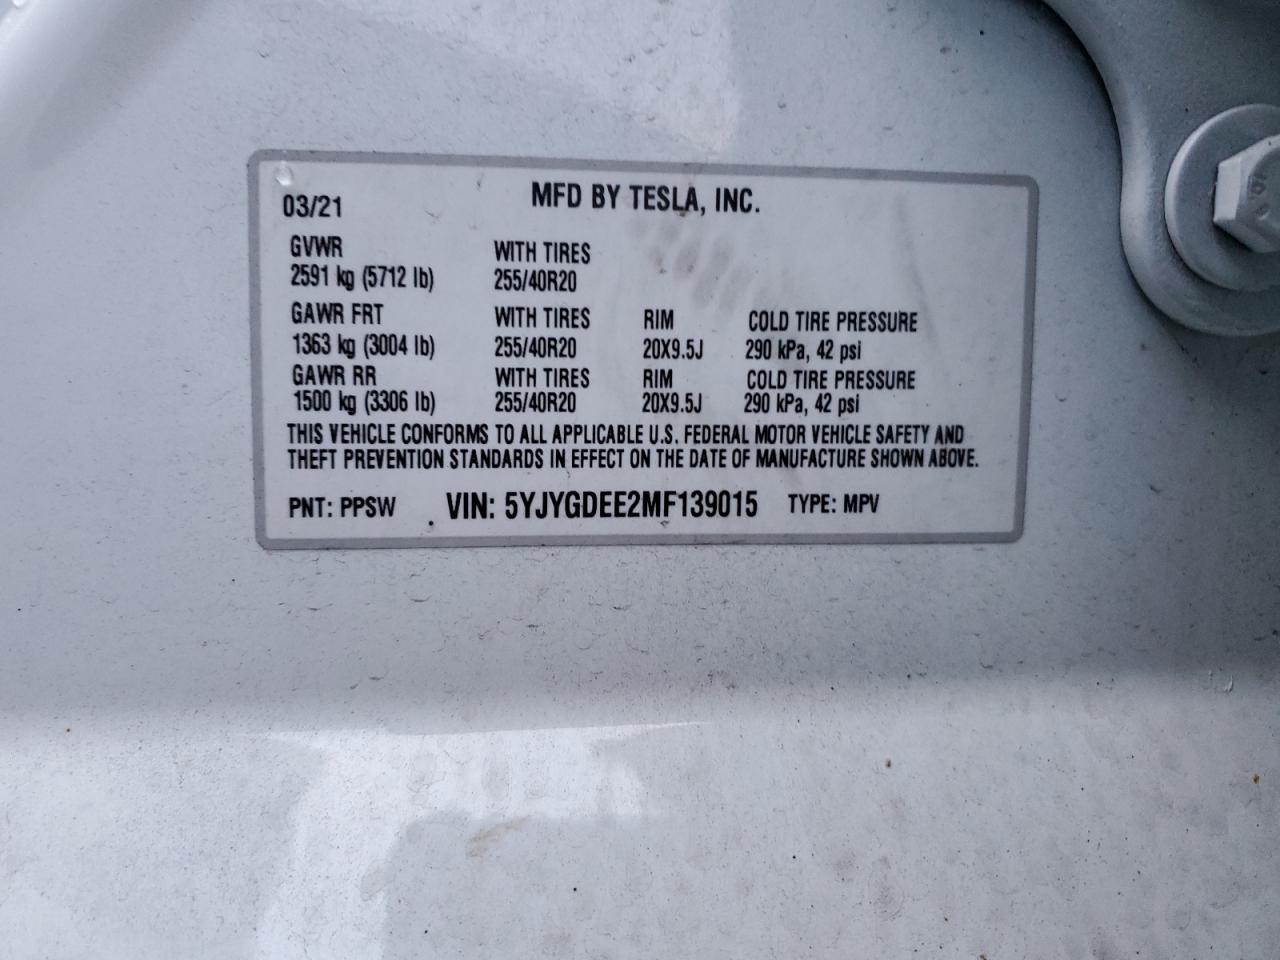 03/21 MFD BY TESLA, INC.
GVWR WITH TIRES
2591 kg (5712 lb) 255/40R20
GAWR FRT WITH TIRES RIM COLD TIRE PRESSURE
1363 kg (3004 lb) 255/40R20 20X9.5J 290 kPa, 42 psi
GAWR RR WITH TIRES RIM COLD TIRE PRESSURE
1500 kg (3306 lb) 255/40R20 20X9.5J 290 kPa, 42 psi
THIS VEHICLE CONFORMS TO ALL APPLICABLE U.S. FEDERAL MOTOR VEHICLE SAFETY AND
THEFT PREVENTION STANDARDS IN EFFECT ON THE DATE OF MANUFACTURE SHOWN ABOVE.
PNT: PPSW VIN: 5YJYGDEE2MF139015 TYPE: MPV